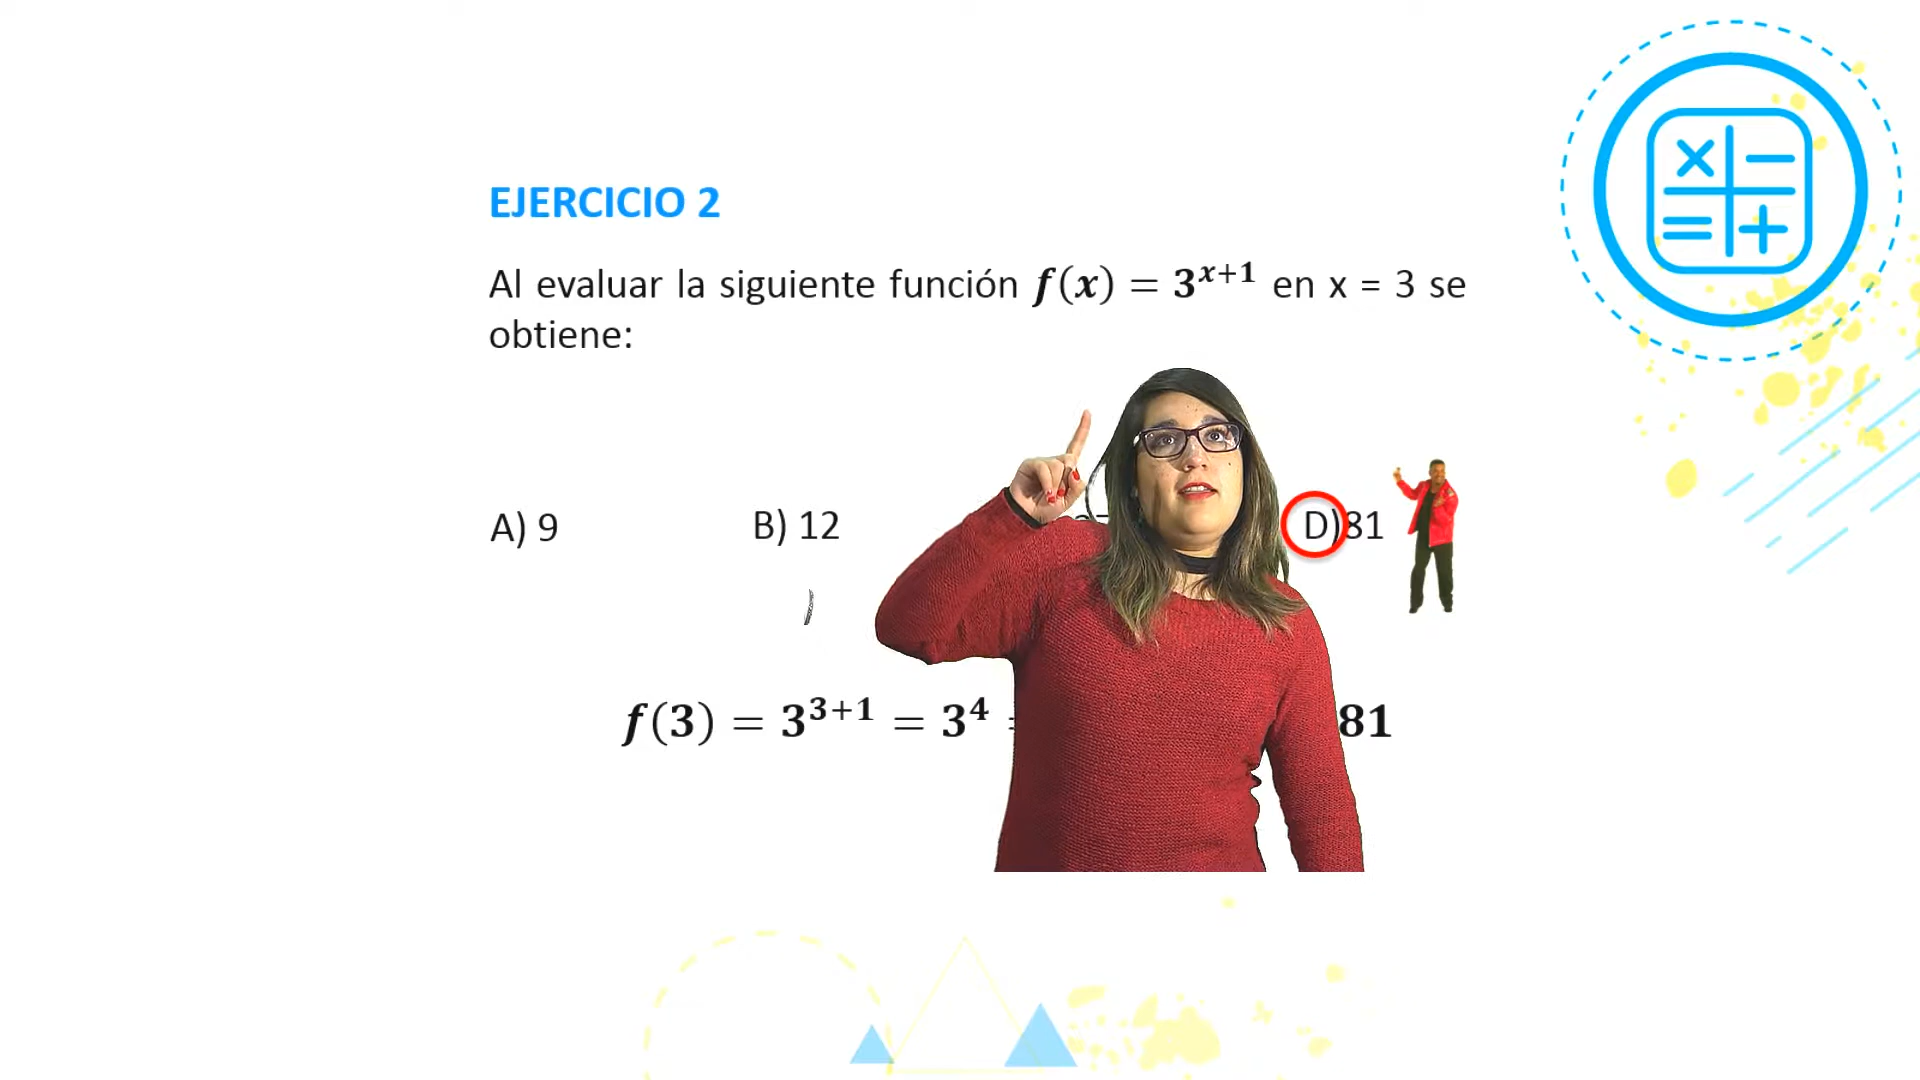 EJERCICIO 2
Al evaluar la siguiente función f(x) = 3^{x+1} en x = 3 se
obtiene:
A) 9 B) 12 D) 81
f(3) = 3^{3+1} = 3^4 = 81